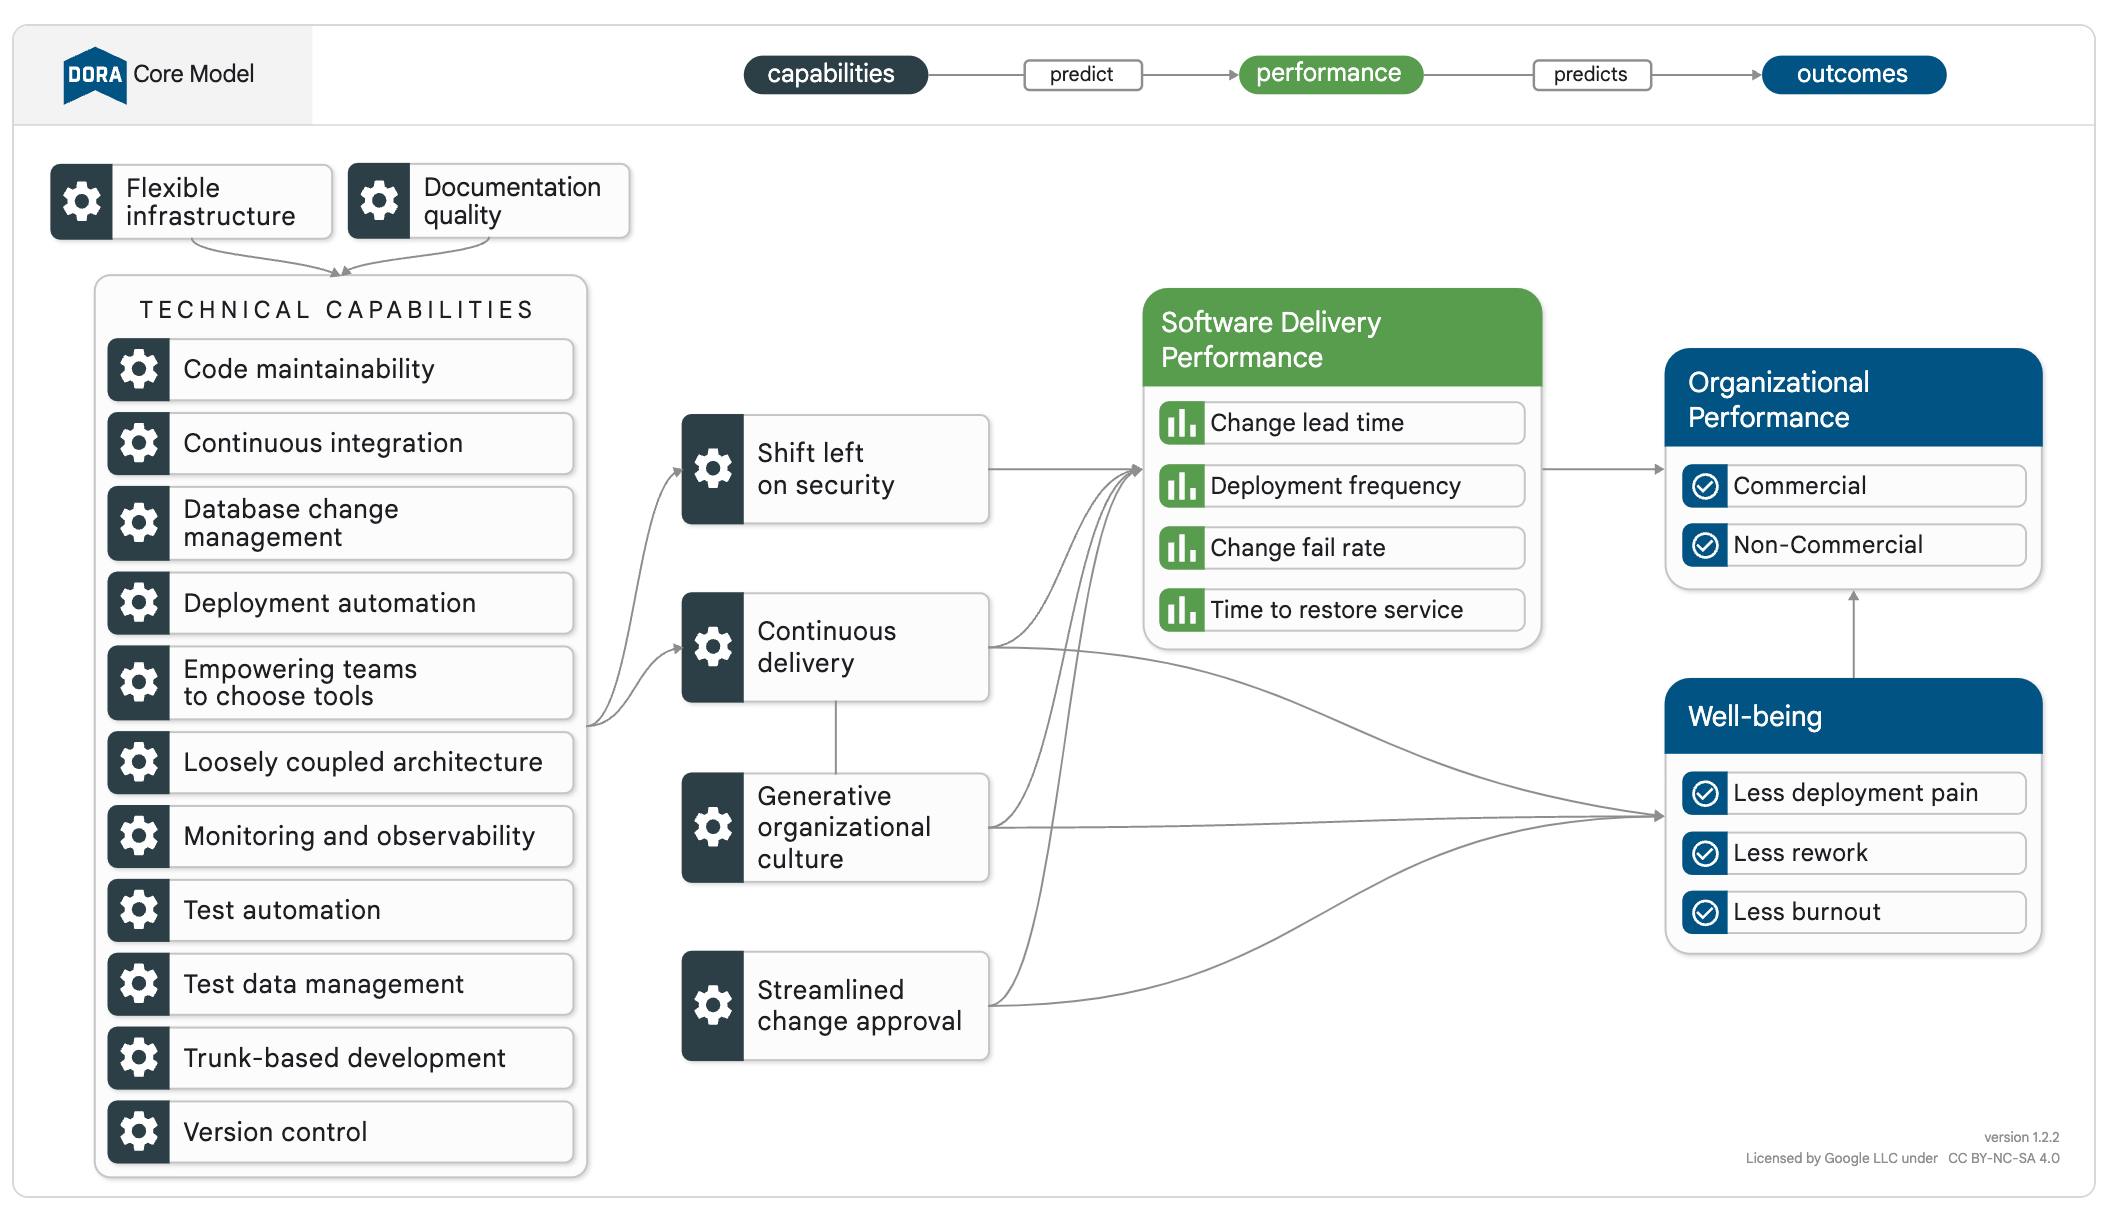 DORA Core Model
capabilities
predict
performance
predicts
outcomes
Flexible
infrastructure
Documentation
quality
TECHNICAL CAPABILITIES
Code maintainability
Continuous integration
Database change
management
Deployment automation
Empowering teams
to choose tools
Loosely coupled architecture
Monitoring and observability
Test automation
Test data management
Trunk-based development
Version control
Shift left
on security
Continuous
delivery
Generative
organizational
culture
Streamlined
change approval
Software Delivery
Performance
Change lead time
Deployment frequency
Change fail rate
Time to restore service
Organizational
Performance
Commercial
Non-Commercial
Well-being
Less deployment pain
Less rework
Less burnout
version 1.2.2
Licensed by Google LLC under CC BY-NC-SA 4.0